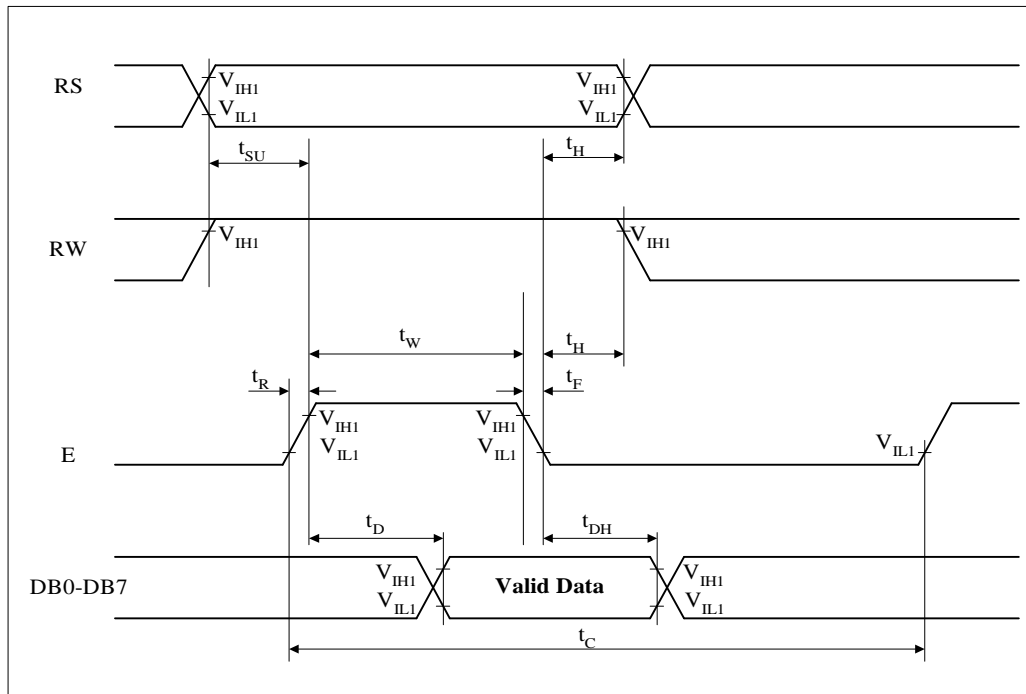 RS
V_IH1
V_IL1
V_IH1
V_IL1
t_SU
t_H
RW
V_IH1
V_IH1
t_W
t_H
t_R
t_F
E
V_IH1
V_IL1
V_IH1
V_IL1
V_IL1
t_D
t_DH
DB0-DB7
V_IH1
V_IL1
Valid Data
V_IH1
V_IL1
t_C